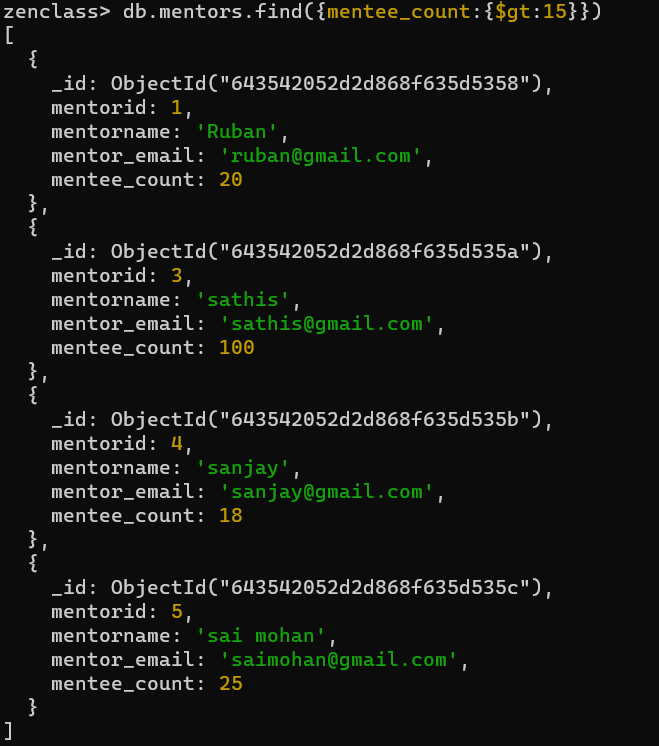 zenclass> db.mentors.find({mentee_count:{$gt:15}})
[
  {
    _id: ObjectId("643542052d2d868f635d5358"),
    mentorid: 1,
    mentorname: 'Ruban',
    mentor_email: 'ruban@gmail.com',
    mentee_count: 20
  },
  {
    _id: ObjectId("643542052d2d868f635d535a"),
    mentorid: 3,
    mentorname: 'sathis',
    mentor_email: 'sathis@gmail.com',
    mentee_count: 100
  },
  {
    _id: ObjectId("643542052d2d868f635d535b"),
    mentorid: 4,
    mentorname: 'sanjay',
    mentor_email: 'sanjay@gmail.com',
    mentee_count: 18
  },
  {
    _id: ObjectId("643542052d2d868f635d535c"),
    mentorid: 5,
    mentorname: 'sai mohan',
    mentor_email: 'saimohan@gmail.com',
    mentee_count: 25
  }
]